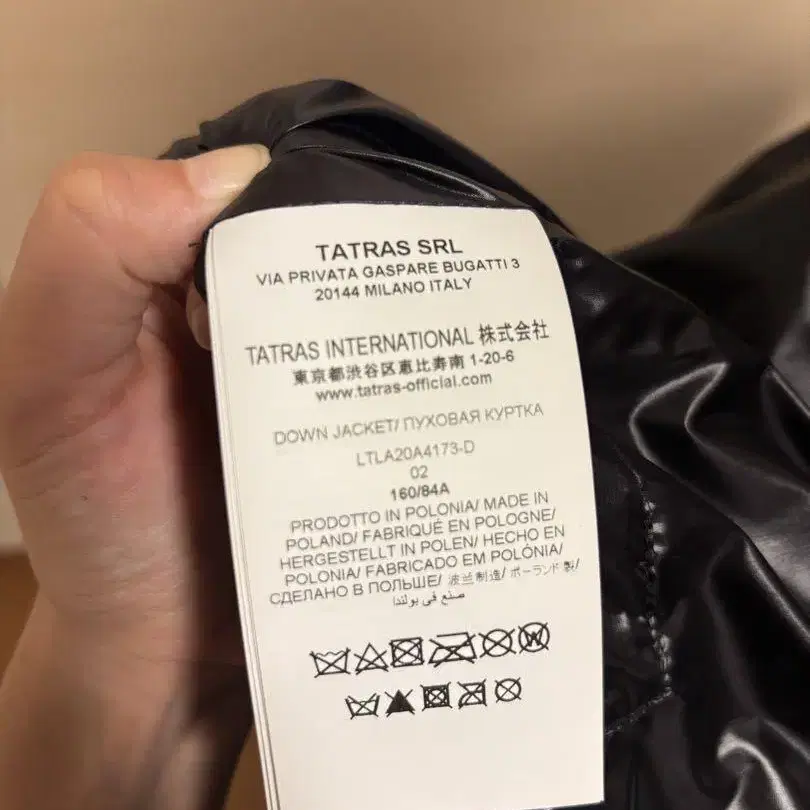 TATRAS SRL
VIA PRIVATA GASPARE BUGATTI 3
20144 MILANO ITALY
TATRAS INTERNATIONAL 株式会社
東京都渋谷区恵比寿南 1-20-6
www.tatras-official.com
DOWN JACKET/ ПУХОВАЯ КУРТКА
LTLA20A4173-D
02
160/84A
PRODOTTO IN POLONIA/ MADE IN
POLAND/ FABRIQUÉ EN POLOGNE/
HERGESTELLT IN POLEN/ HECHO EN
POLONIA/ FABRICADO EM POLÓNIA/
СДЕЛАНО В ПОЛЬШЕ/ 波兰制造/ ポーランド製/
صنع في بولندا
W